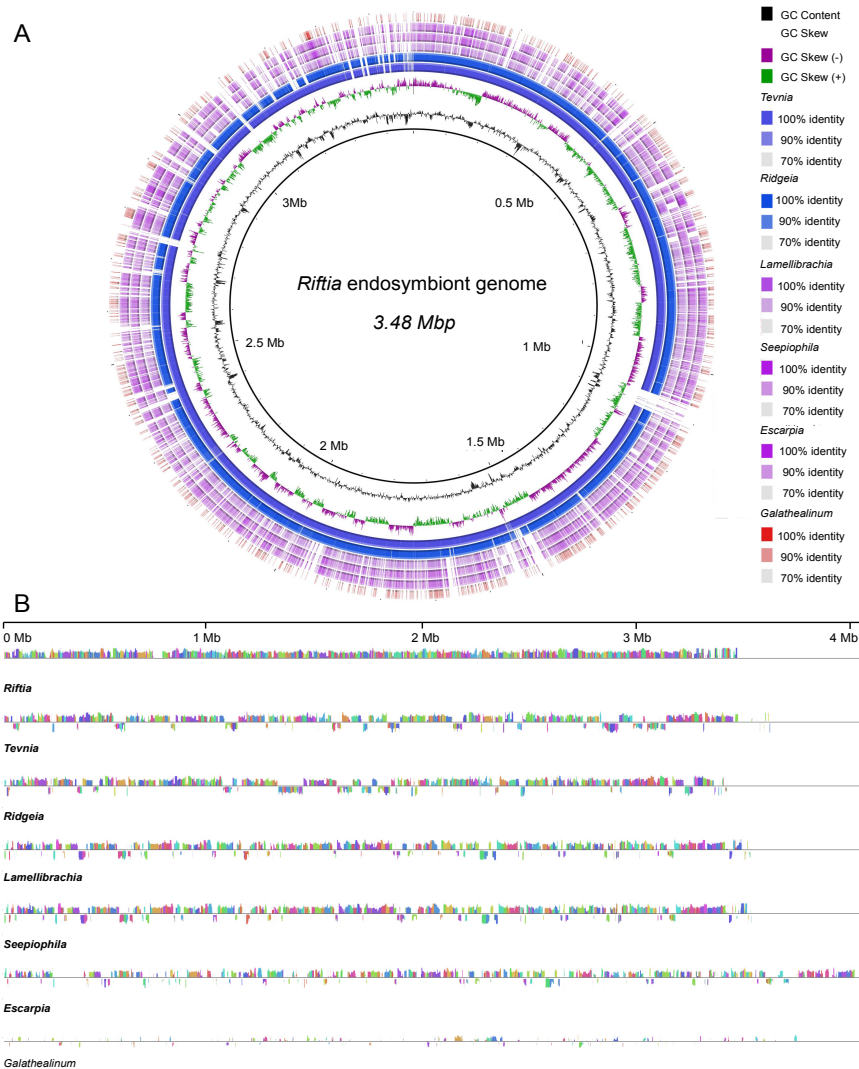 A
GC Content
GC Skew
GC Skew (-)
GC Skew (+)
Tevnia
100% identity
90% identity
70% identity
Ridgeia
100% identity
90% identity
70% identity
Lamellibrachia
100% identity
90% identity
70% identity
Seepiophila
100% identity
90% identity
70% identity
Escarpia
100% identity
90% identity
70% identity
Galathealinum
100% identity
90% identity
70% identity
3Mb
0.5 Mb
Riftia endosymbiont genome
3.48 Mbp
2.5 Mb
1 Mb
2 Mb
1.5 Mb
B
0 Mb 1 Mb 2 Mb 3 Mb 4 Mb
Riftia
Tevnia
Ridgeia
Lamellibrachia
Seepiophila
Escarpia
Galathealinum